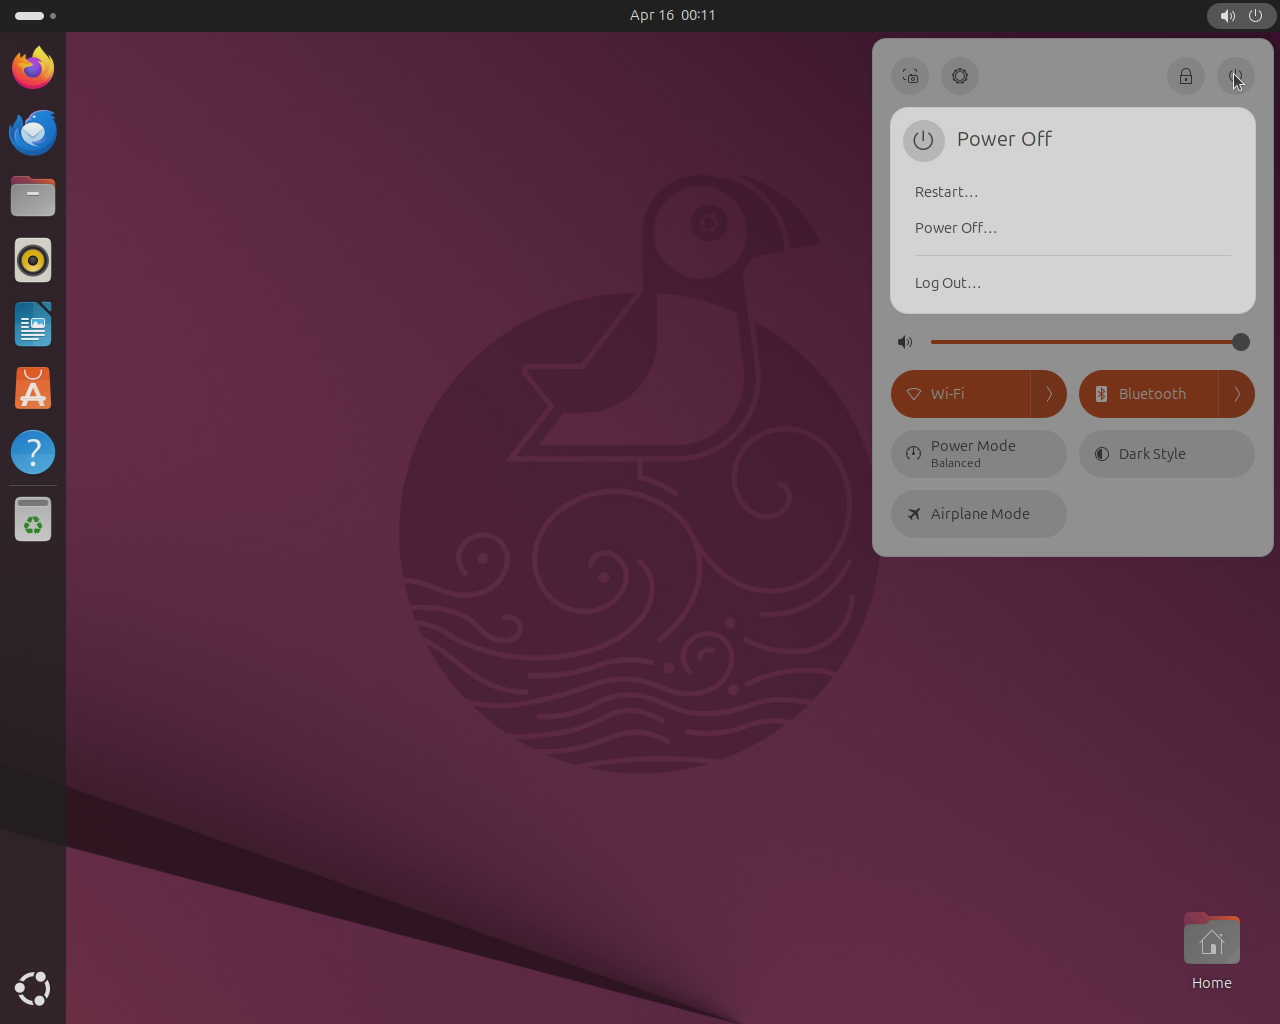 Apr 16 00:11
Power Off
Restart…
Power Off…
Log Out…
Wi-Fi
Bluetooth
Power Mode
Balanced
Dark Style
Airplane Mode
Home